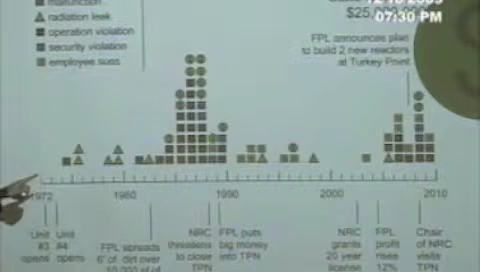 malfunction
radiation leak
operation violation
security violation
employee sues
07:30 PM
FPL announces plan
to build 2 new reactors
at Turkey Point
1972
1980
1990
2000
2010
Unit
#3
opens
Unit
#4
opens
FPL spreads
6' of dirt over
NRC
threatens
to close
TPN
FPL puts
big money
into TPN
NRC
grants
20 year
license
FPL
profit
rises
12%
Chair
of NRC
visits
TPN